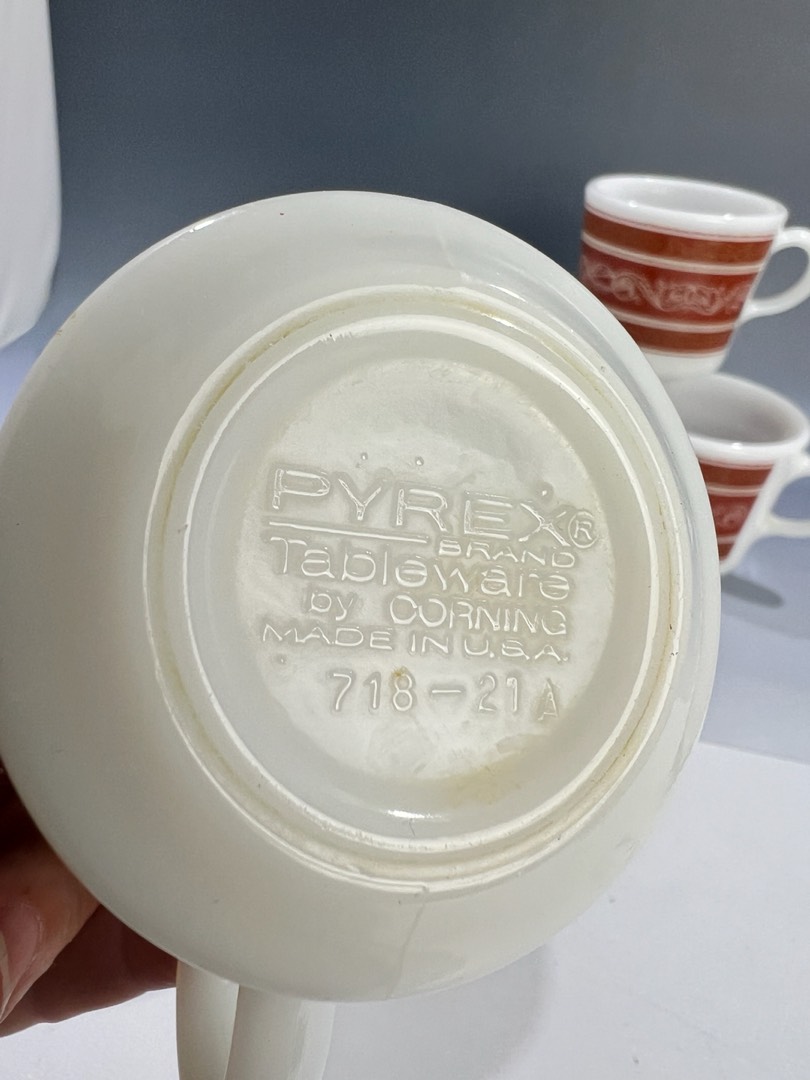 PYREX®
BRAND
Tableware
by CORNING
MADE IN U.S.A.
718-21A